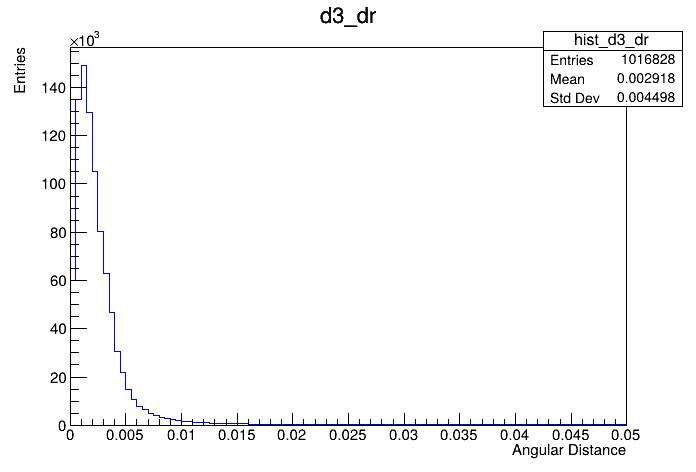 d3_dr
×10³
hist_d3_dr
Entries 1016828
Mean 0.002918
Std Dev 0.004498
Entries
140
120
100
80
60
40
20
0
0 0.005 0.01 0.015 0.02 0.025 0.03 0.035 0.04 0.045 0.05
Angular Distance